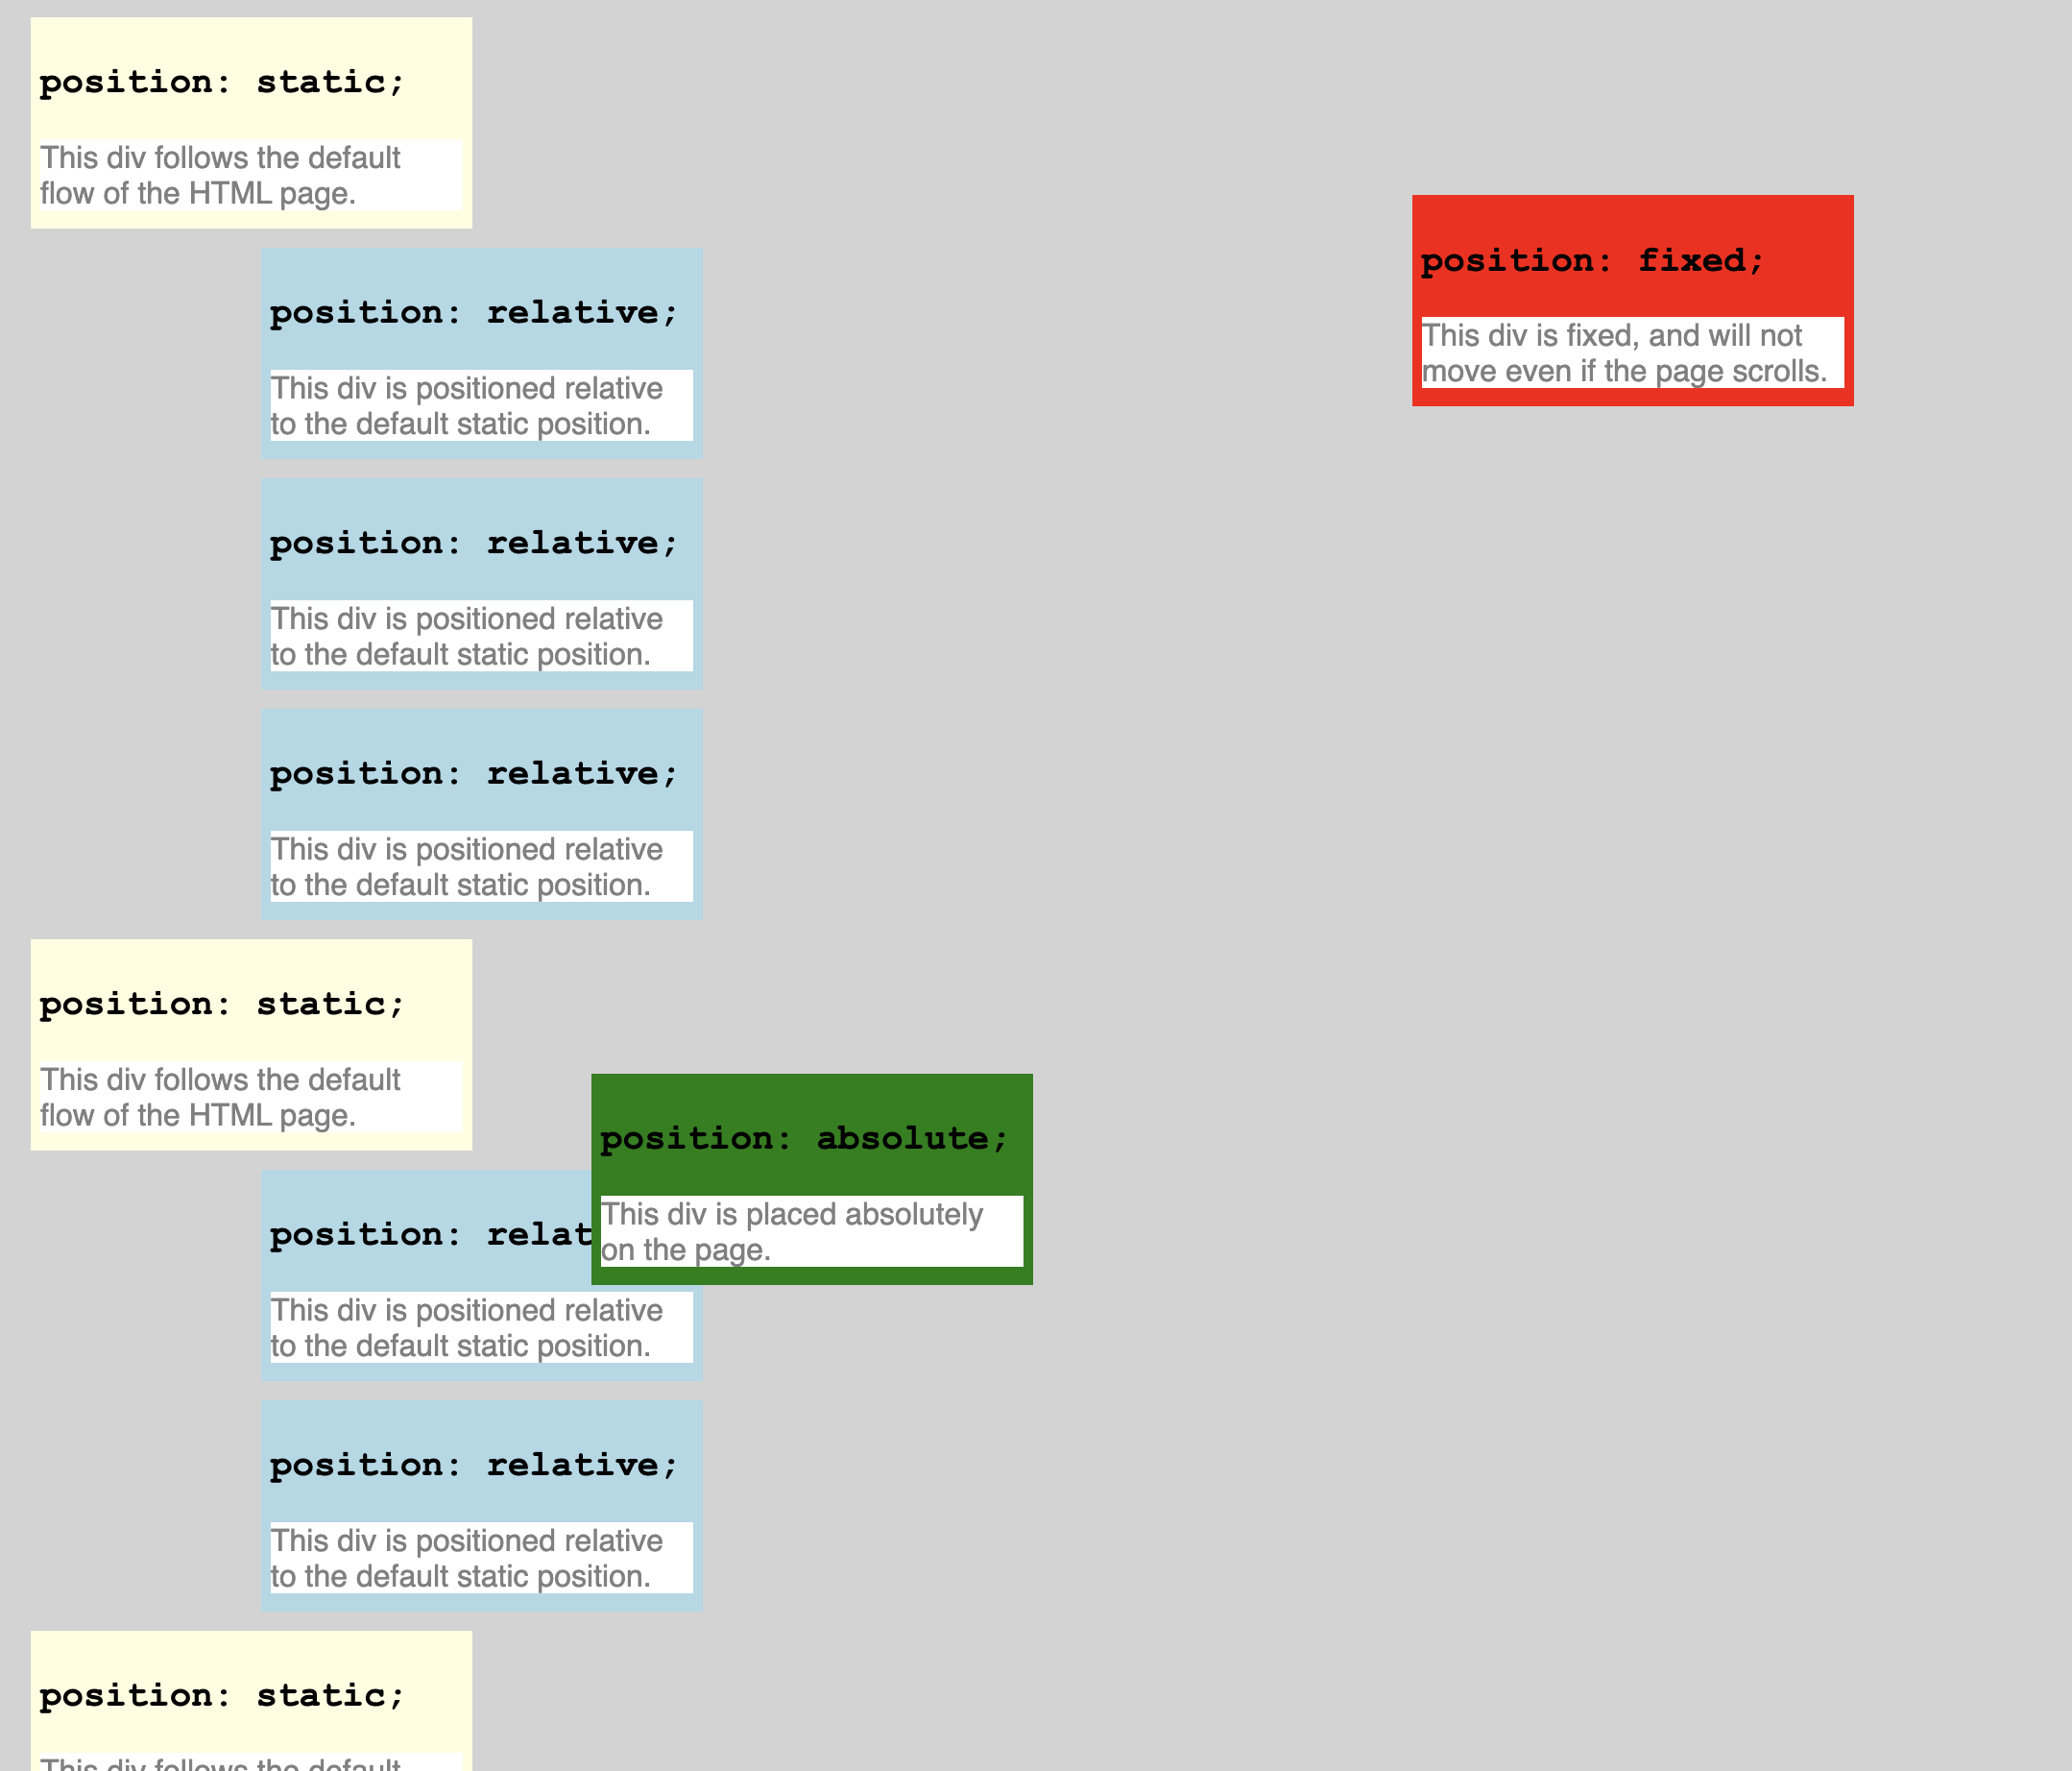 position: static;
This div follows the default
flow of the HTML page.
position: fixed;
This div is fixed, and will not
move even if the page scrolls.
position: relative;
This div is positioned relative
to the default static position.
position: relative;
This div is positioned relative
to the default static position.
position: relative;
This div is positioned relative
to the default static position.
position: static;
This div follows the default
flow of the HTML page.
position: absolute;
This div is placed absolutely
on the page.
position: relat
This div is positioned relative
to the default static position.
position: relative;
This div is positioned relative
to the default static position.
position: static;
This div follows the default